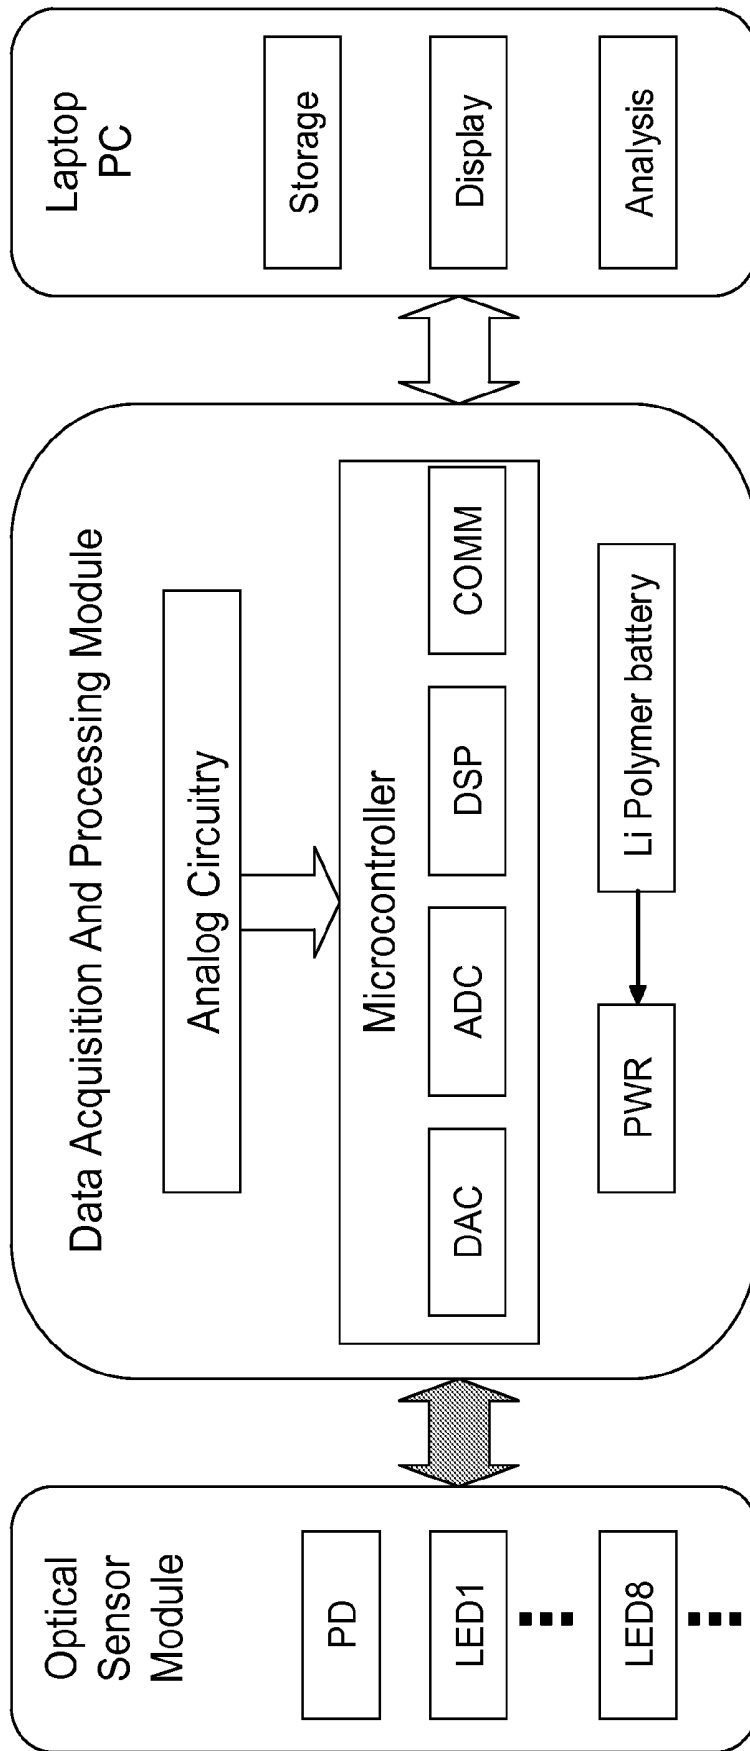 Optical
Sensor
Module
PD
LED1
LED8
Data Acquisition And Processing Module
Analog Circuitry
Microcontroller
DAC
ADC
DSP
COMM
PWR
Li Polymer battery
Laptop
PC
Storage
Display
Analysis